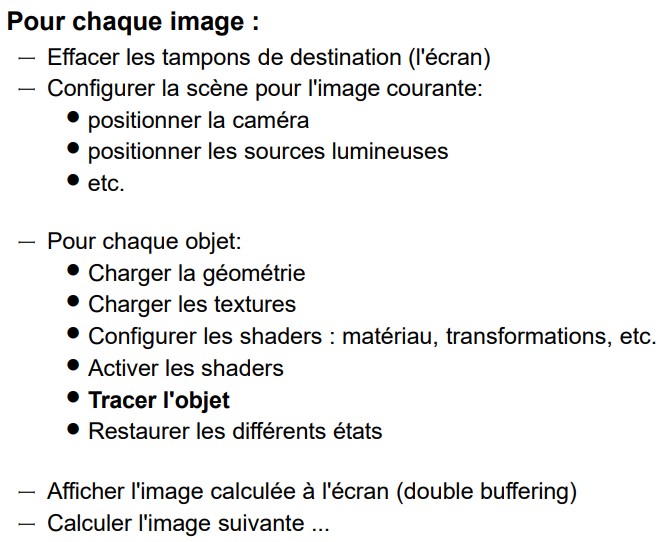 Pour chaque image :
— Effacer les tampons de destination (l'écran)
— Configurer la scène pour l'image courante:
● positionner la caméra
● positionner les sources lumineuses
● etc.
— Pour chaque objet:
● Charger la géométrie
● Charger les textures
● Configurer les shaders : matériau, transformations, etc.
● Activer les shaders
● Tracer l'objet
● Restaurer les différents états
— Afficher l'image calculée à l'écran (double buffering)
— Calculer l'image suivante ...